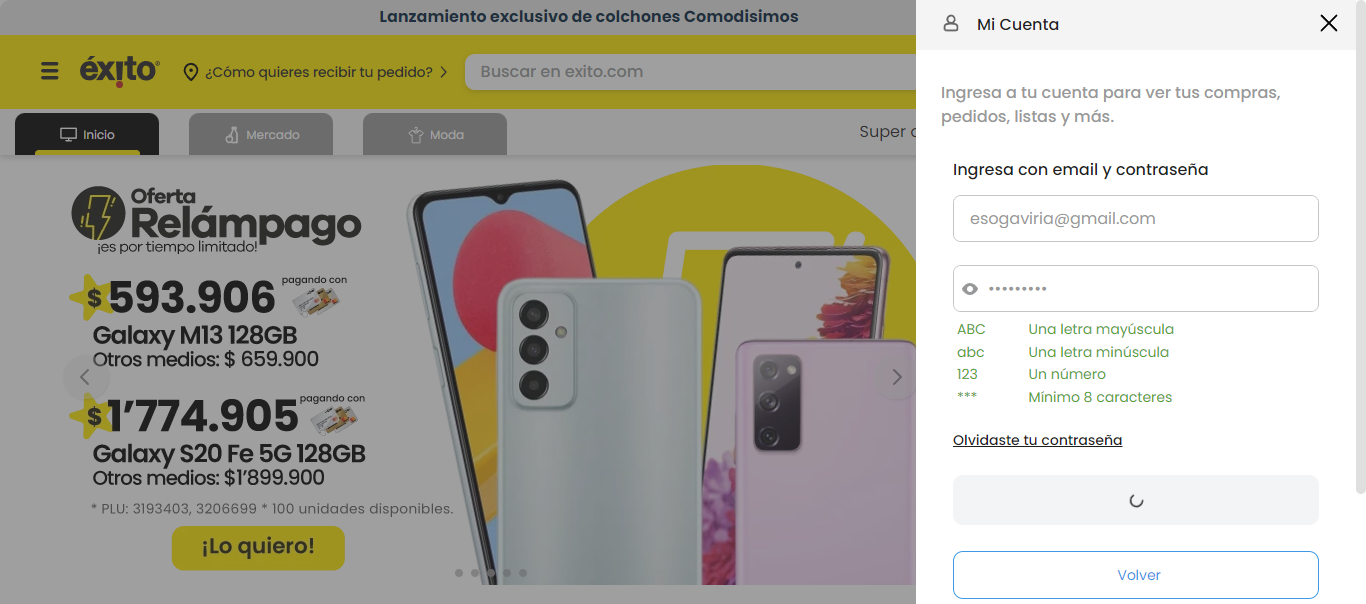 Lanzamiento exclusivo de colchones Comodisimos
éxito
¿Cómo quieres recibir tu pedido?
Buscar en exito.com
Inicio
Mercado
Moda
Oferta
Relámpago
¡es por tiempo limitado!
pagando con
$593.906
Galaxy M13 128GB
Otros medios: $ 659.900
pagando con
$1'774.905
Galaxy S20 Fe 5G 128GB
Otros medios: $1'899.900
* PLU: 3193403, 3206699 * 100 unidades disponibles.
¡Lo quiero!
Super
Mi Cuenta
Ingresa a tu cuenta para ver tus compras,
pedidos, listas y más.
Ingresa con email y contraseña
esogaviria@gmail.com
•••••••••
ABC Una letra mayúscula
abc Una letra minúscula
123 Un número
*** Mínimo 8 caracteres
Olvidaste tu contraseña
Volver